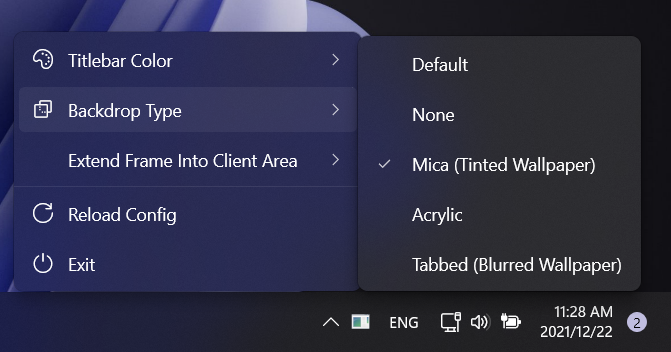 Titlebar Color
Backdrop Type
Extend Frame Into Client Area
Reload Config
Exit
Default
None
Mica (Tinted Wallpaper)
Acrylic
Tabbed (Blurred Wallpaper)
ENG
11:28 AM
2021/12/22
2